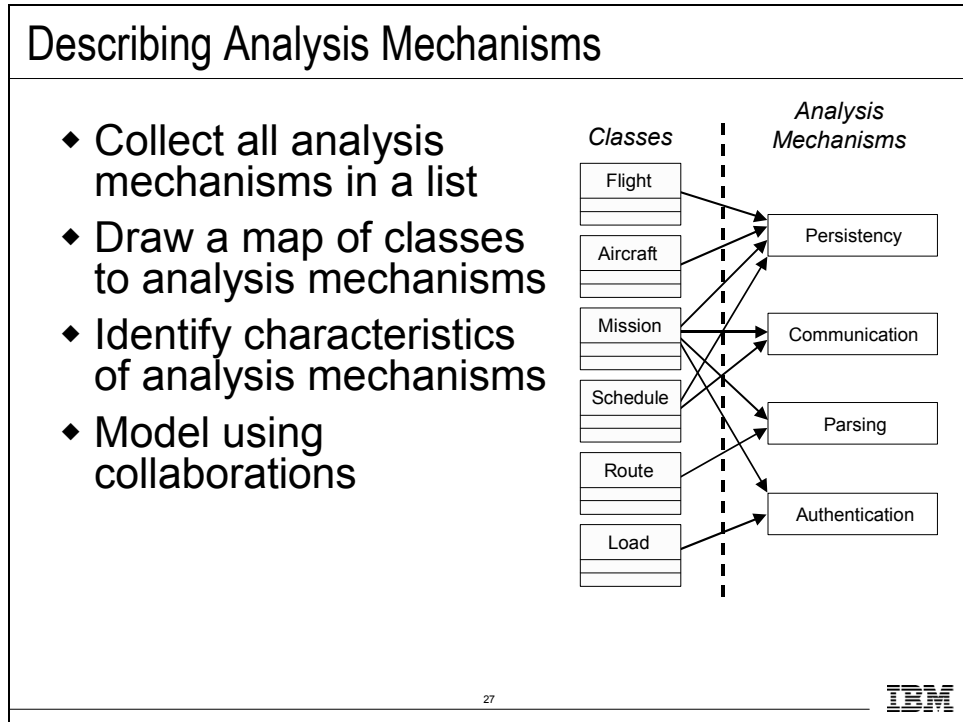 Describing Analysis Mechanisms
◆ Collect all analysis
mechanisms in a list
◆ Draw a map of classes
to analysis mechanisms
◆ Identify characteristics
of analysis mechanisms
◆ Model using
collaborations
Classes
Analysis
Mechanisms
Flight
Aircraft
Mission
Schedule
Route
Load
Persistency
Communication
Parsing
Authentication
27
IBM